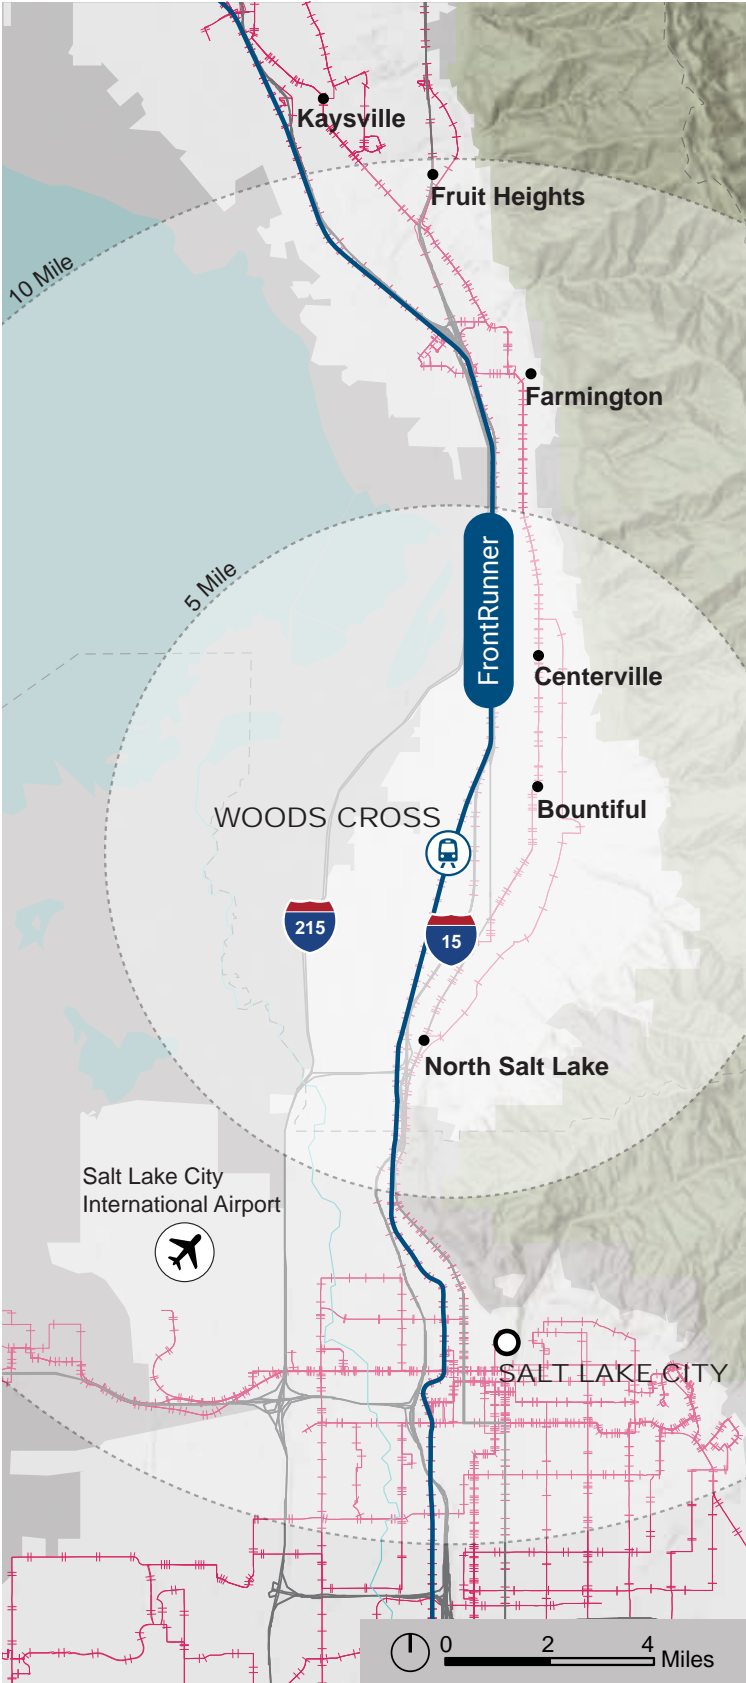 Kaysville
Fruit Heights
10 Mile
Farmington
5 Mile
FrontRunner
Centerville
WOODS CROSS
Bountiful
215
15
North Salt Lake
Salt Lake City
International Airport
SALT LAKE CITY
0 2 4
Miles